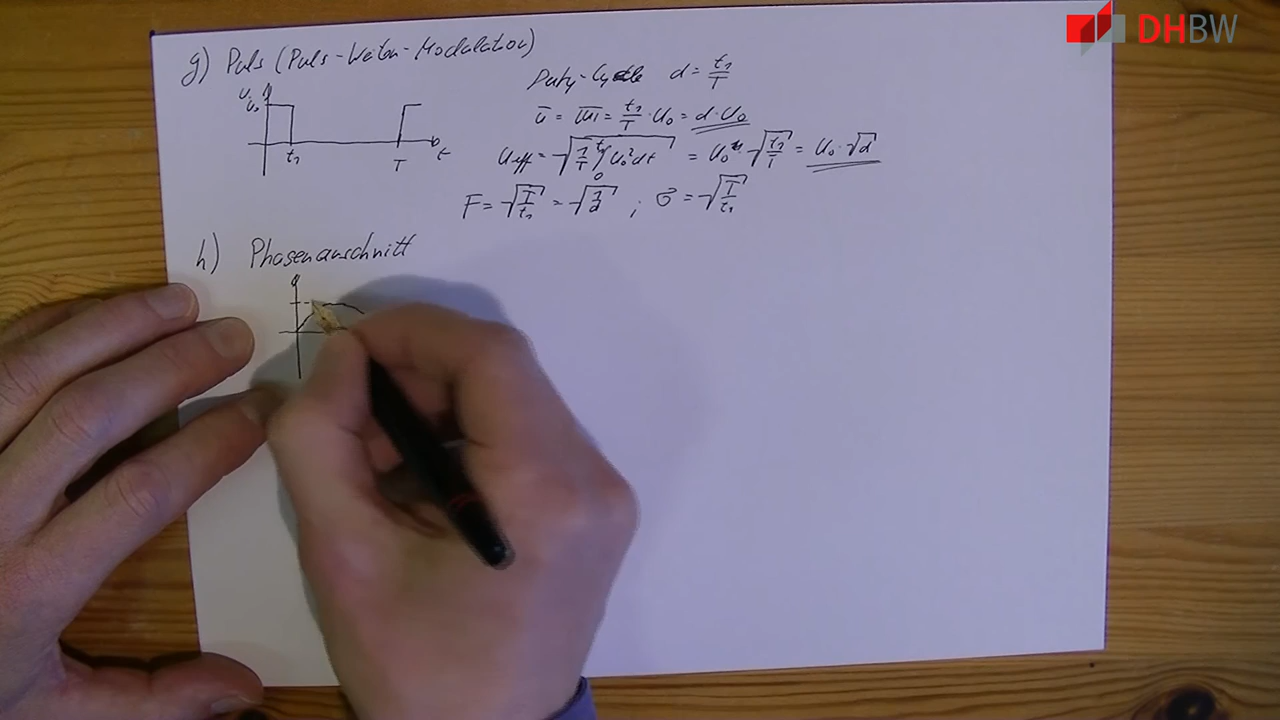 DHBW
g) Puls (Puls-Weiten-Modulation)
Duty-Cycle d = t₁/T
U, U₀
t₁ T t
ū = |ū| = t₁/T · U₀ = d · U₀
U_eff = √(1/T ∫₀^t₁ U₀² dt) = U₀ · √(t₁/T) = U₀ · √d
F = √(T/t₁) = √(1/d) ; σ = √(T/t₁)
h) Phasenanschnitt